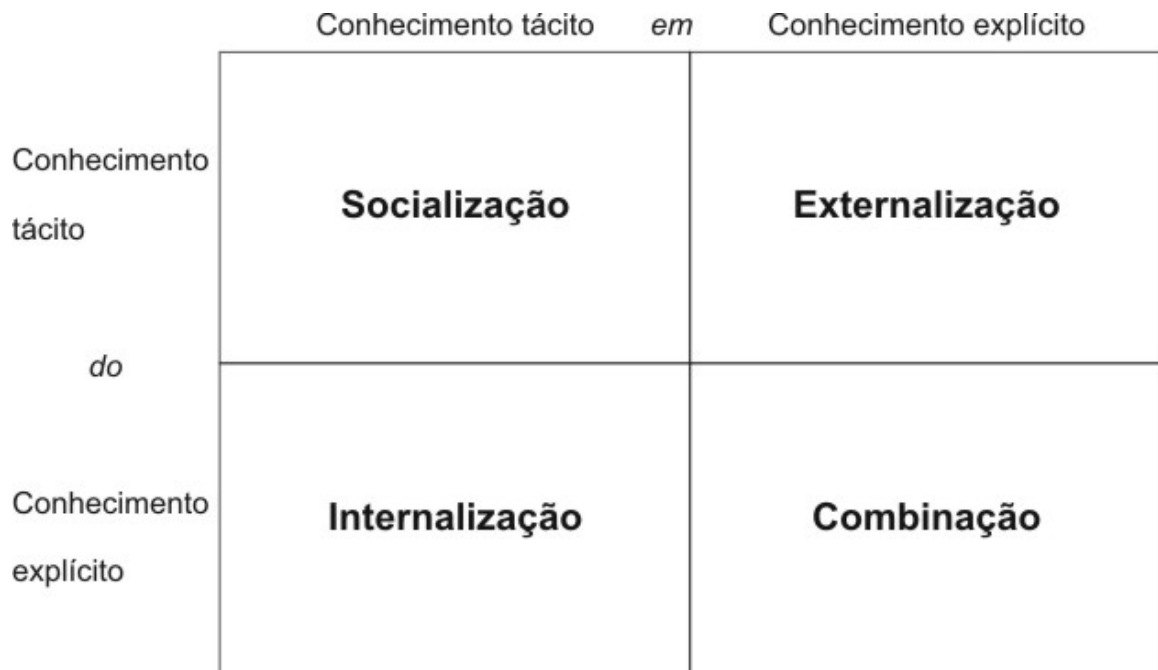 Conhecimento tácito em Conhecimento explícito
Conhecimento
tácito
Socialização Externalização
do
Conhecimento
explícito
Internalização Combinação